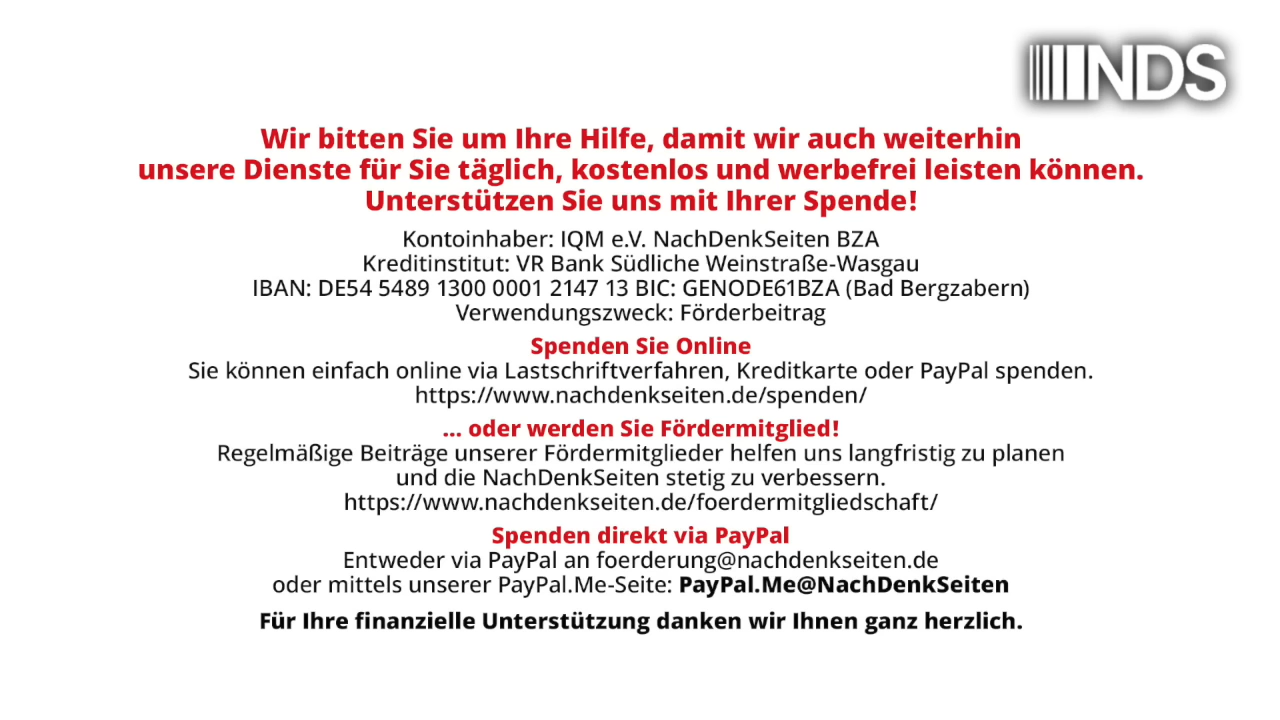 NDS
Wir bitten Sie um Ihre Hilfe, damit wir auch weiterhin
unsere Dienste für Sie täglich, kostenlos und werbefrei leisten können.
Unterstützen Sie uns mit Ihrer Spende!
Kontoinhaber: IQM e.V. NachDenkSeiten BZA
Kreditinstitut: VR Bank Südliche Weinstraße-Wasgau
IBAN: DE54 5489 1300 0001 2147 13 BIC: GENODE61BZA (Bad Bergzabern)
Verwendungszweck: Förderbeitrag
Spenden Sie Online
Sie können einfach online via Lastschriftverfahren, Kreditkarte oder PayPal spenden.
https://www.nachdenkseiten.de/spenden/
... oder werden Sie Fördermitglied!
Regelmäßige Beiträge unserer Fördermitglieder helfen uns langfristig zu planen
und die NachDenkSeiten stetig zu verbessern.
https://www.nachdenkseiten.de/foerdermitgliedschaft/
Spenden direkt via PayPal
Entweder via PayPal an foerderung@nachdenkseiten.de
oder mittels unserer PayPal.Me-Seite: PayPal.Me@NachDenkSeiten
Für Ihre finanzielle Unterstützung danken wir Ihnen ganz herzlich.